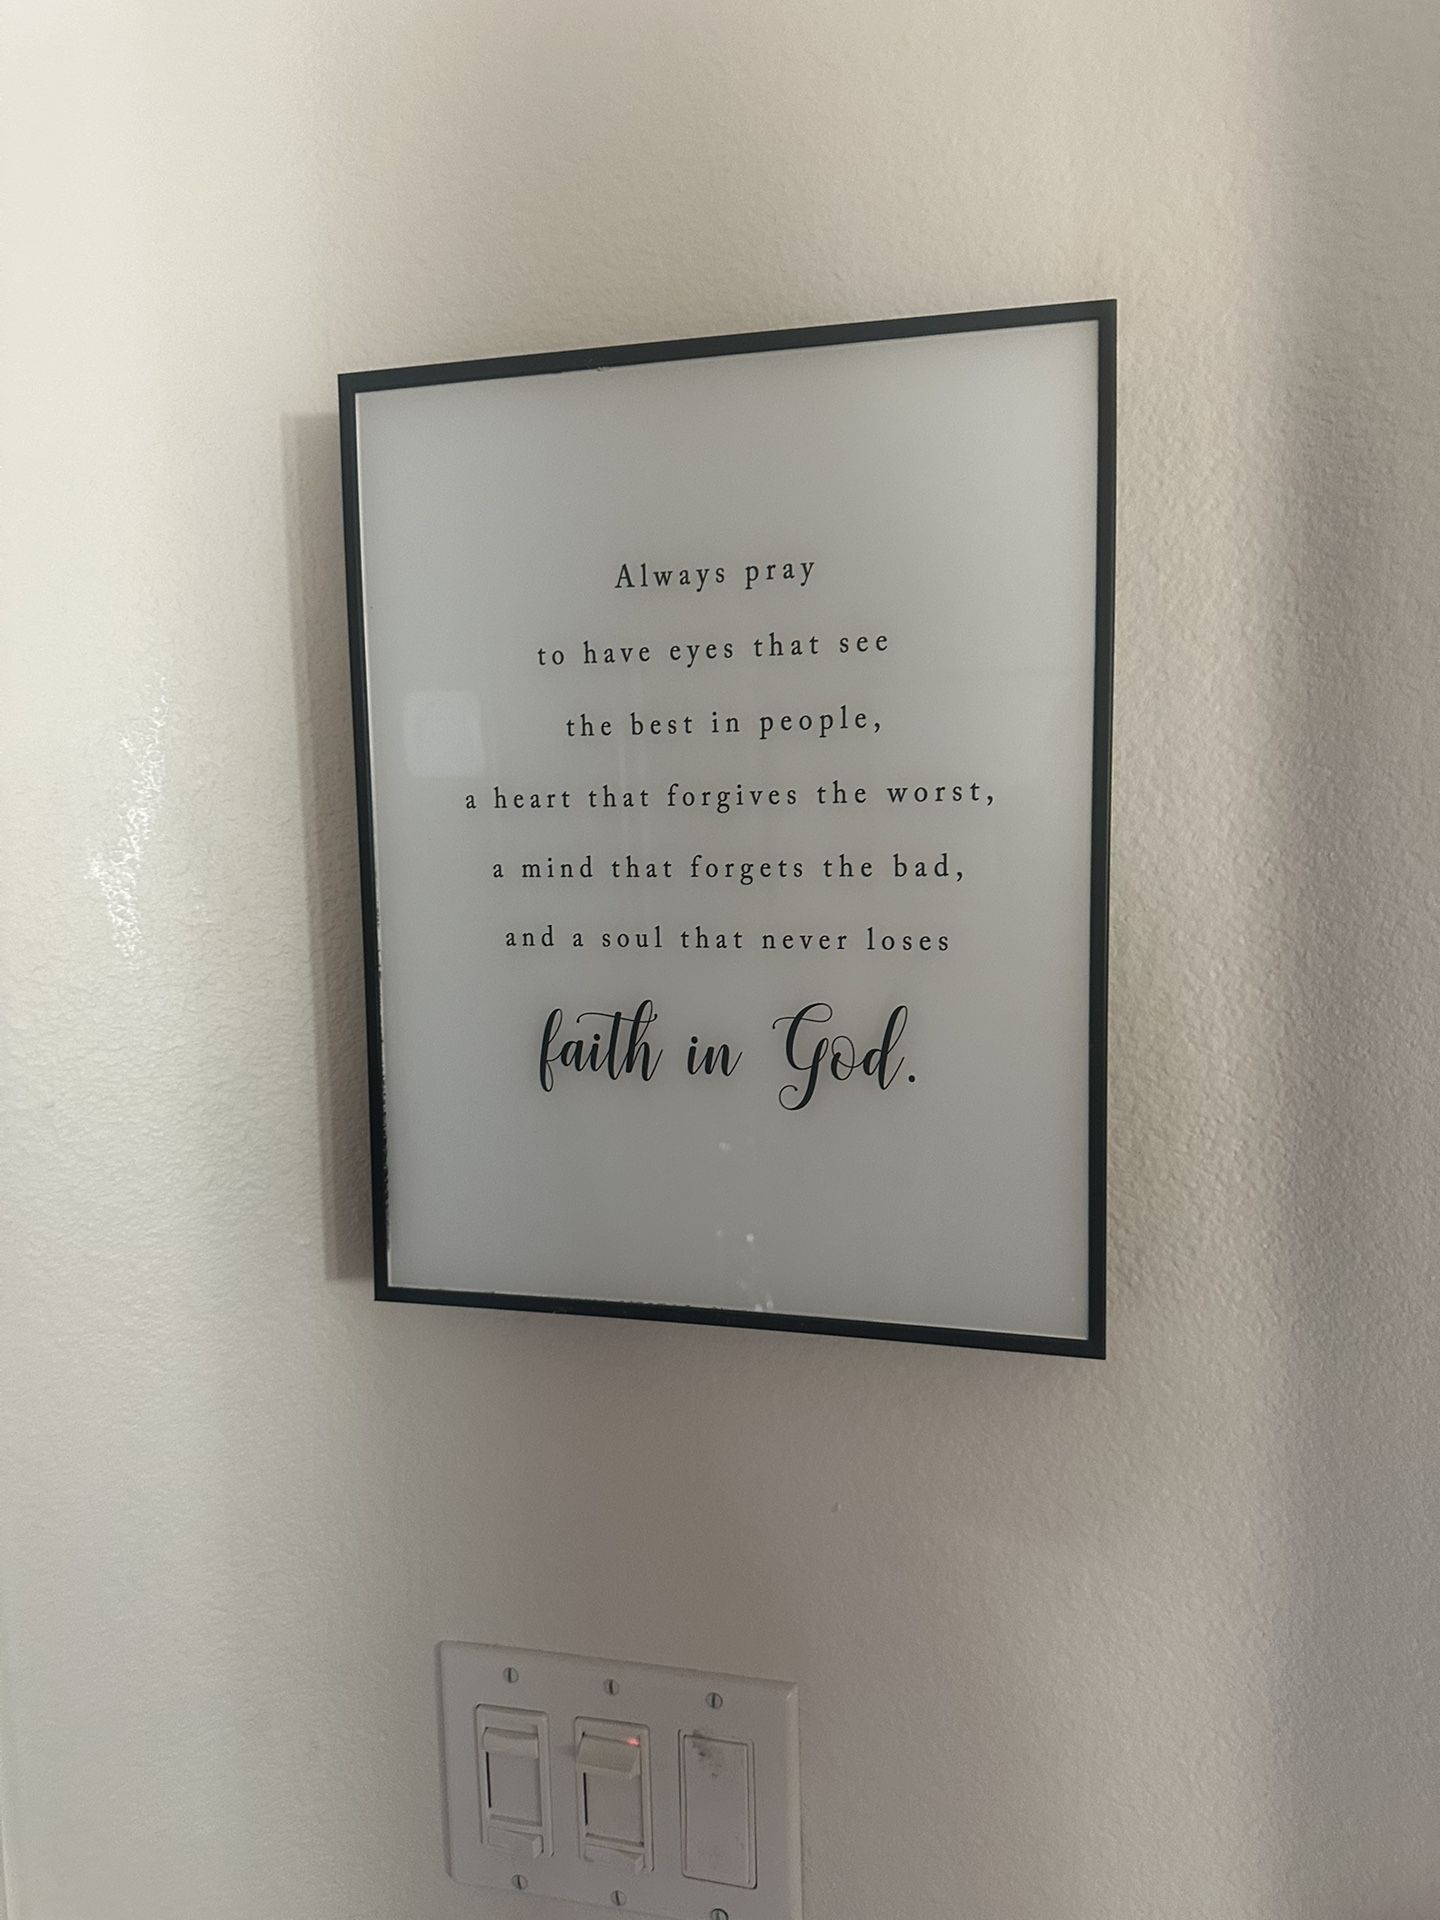 Always pray
to have eyes that see
the best in people,
a heart that forgives the worst,
a mind that forgets the bad,
and a soul that never loses
faith in God.